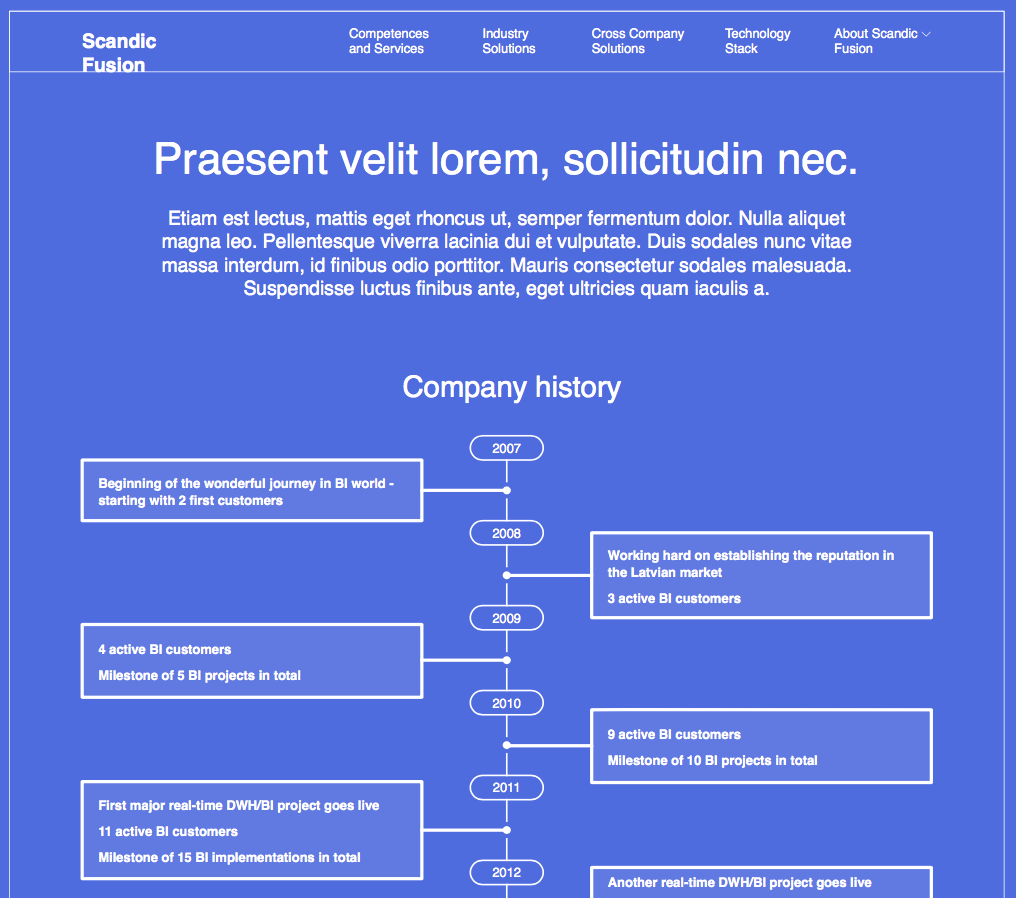 Scandic
Fusion
Competences
and Services
Industry
Solutions
Cross Company
Solutions
Technology
Stack
About Scandic
Fusion
Praesent velit lorem, sollicitudin nec.
Etiam est lectus, mattis eget rhoncus ut, semper fermentum dolor. Nulla aliquet
magna leo. Pellentesque viverra lacinia dui et vulputate. Duis sodales nunc vitae
massa interdum, id finibus odio porttitor. Mauris consectetur sodales malesuada.
Suspendisse luctus finibus ante, eget ultricies quam iaculis a.
Company history
2007
Beginning of the wonderful journey in BI world -
starting with 2 first customers
2008
Working hard on establishing the reputation in
the Latvian market
3 active BI customers
2009
4 active BI customers
Milestone of 5 BI projects in total
2010
9 active BI customers
Milestone of 10 BI projects in total
2011
First major real-time DWH/BI project goes live
11 active BI customers
Milestone of 15 BI implementations in total
2012
Another real-time DWH/BI project goes live